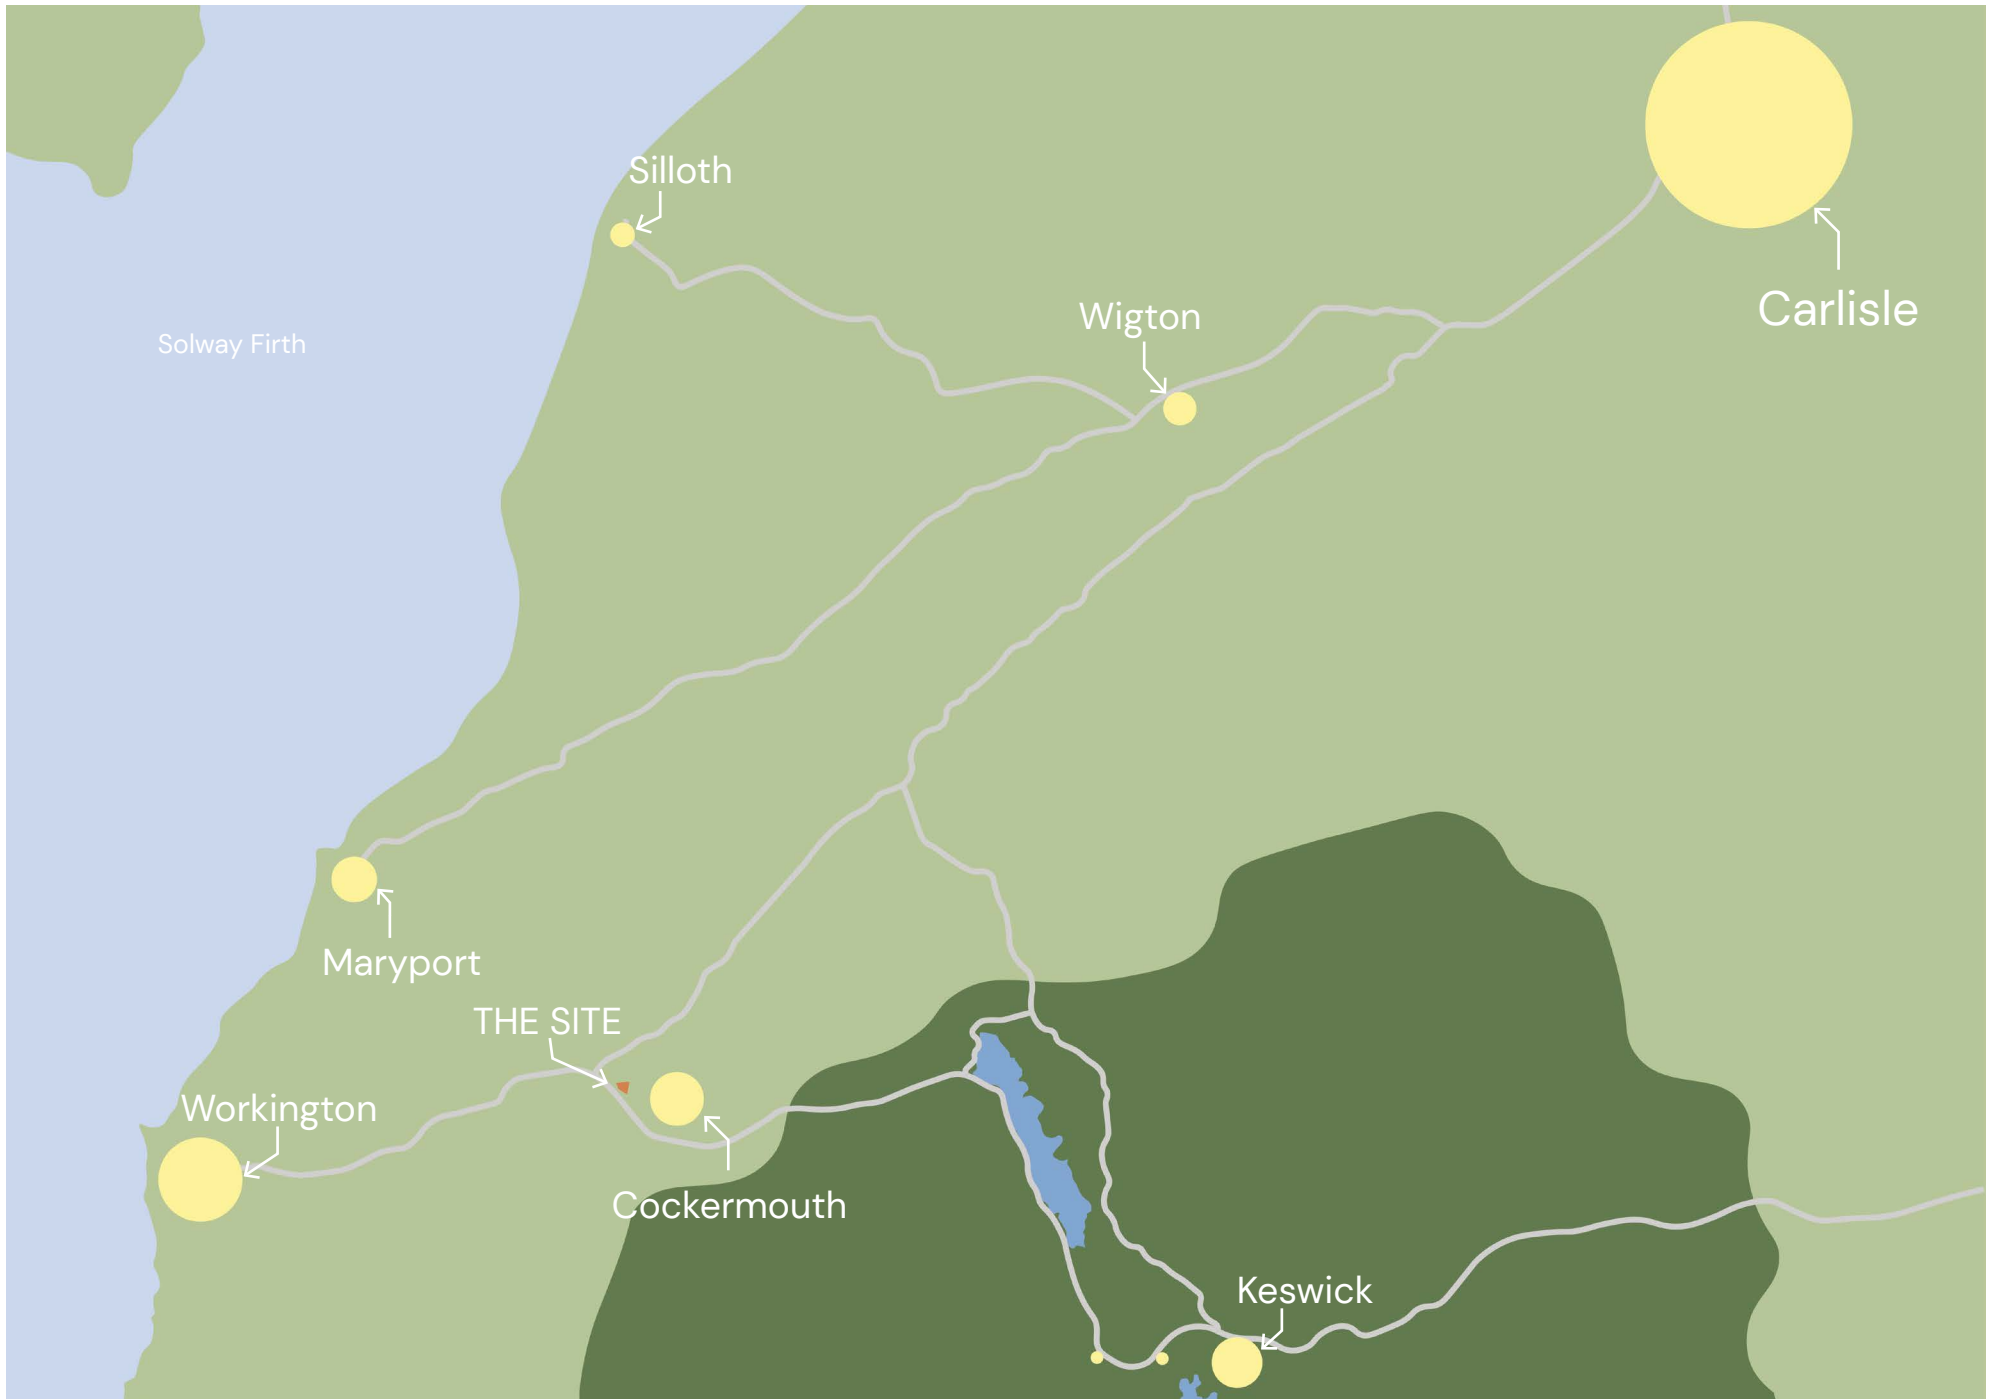 Silloth
Carlisle
Wigton
Solway Firth
Maryport
THE SITE
Workington
Cockermouth
Keswick